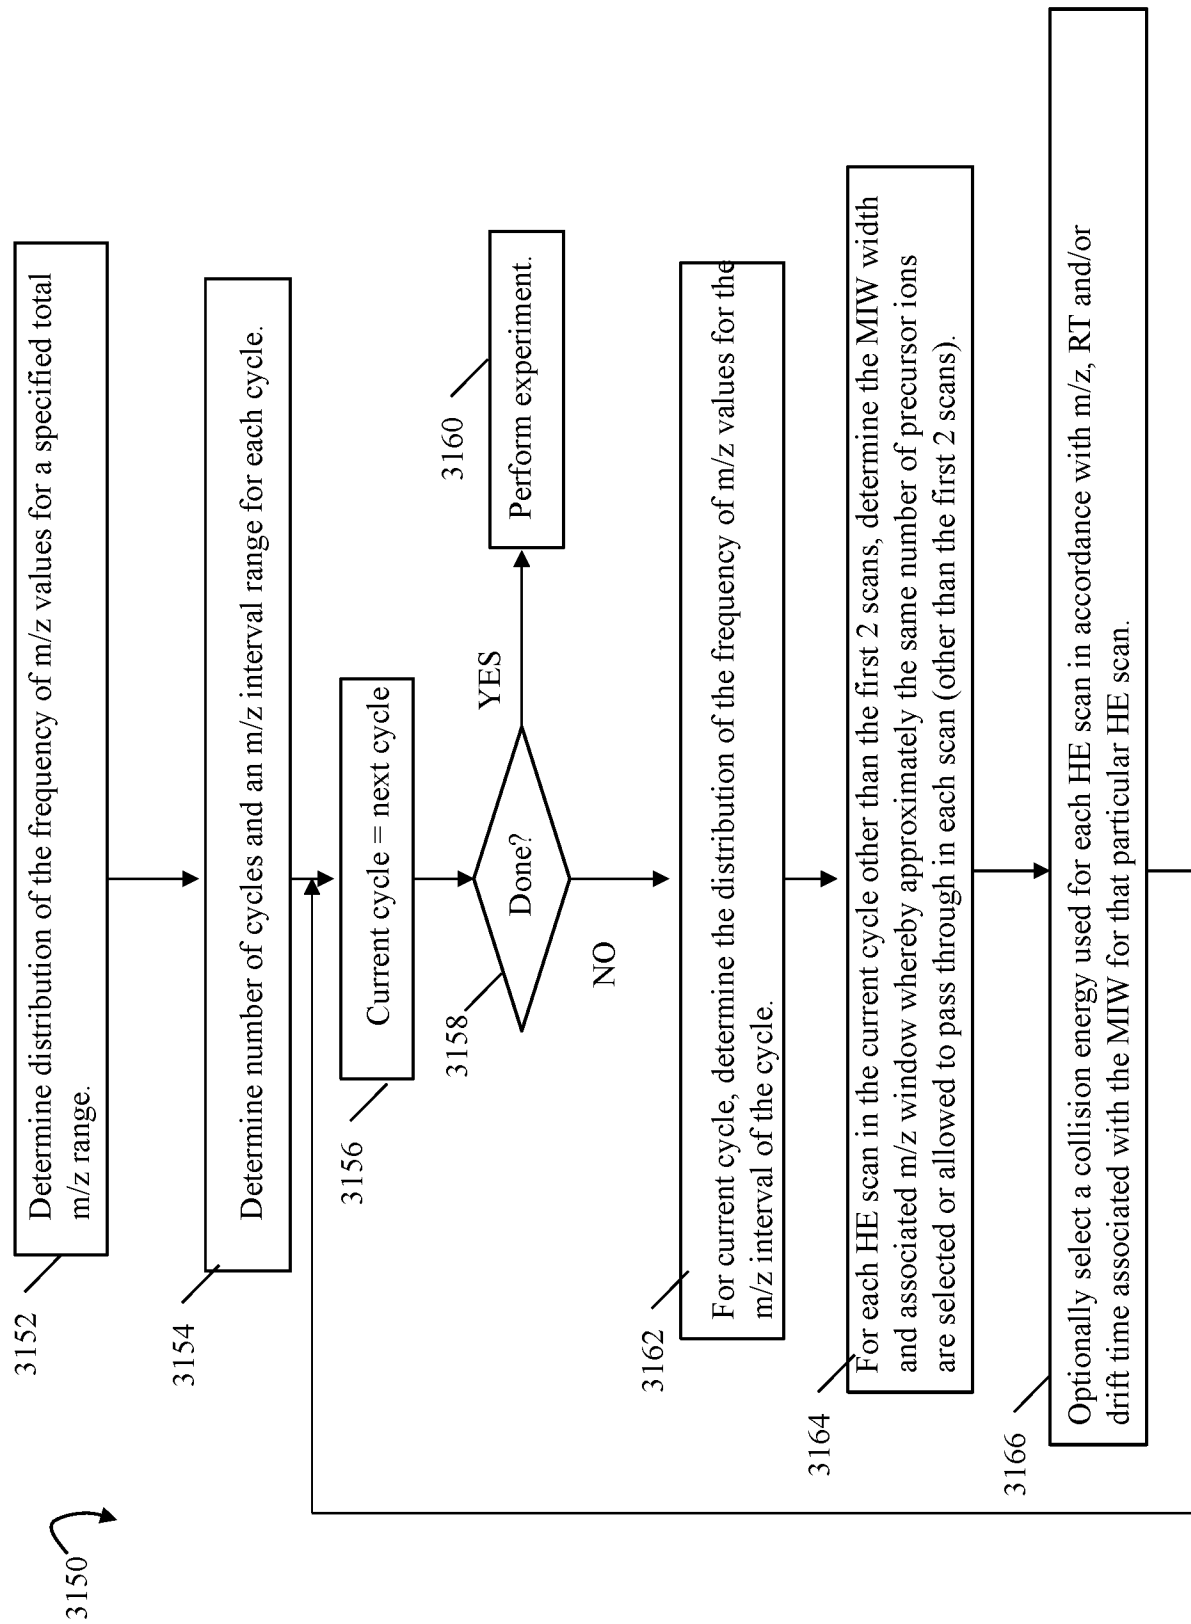 3150
3152
Determine distribution of the frequency of m/z values for a specified total
m/z range.
3154
Determine number of cycles and an m/z interval range for each cycle.
3156
Current cycle = next cycle
3158
Done?
YES
3160
Perform experiment.
NO
3162
For current cycle, determine the distribution of the frequency of m/z values for the
m/z interval of the cycle.
3164
For each HE scan in the current cycle other than the first 2 scans, determine the MIW width
and associated m/z window whereby approximately the same number of precursor ions
are selected or allowed to pass through in each scan (other than the first 2 scans).
3166
Optionally select a collision energy used for each HE scan in accordance with m/z, RT and/or
drift time associated with the MIW for that particular HE scan.